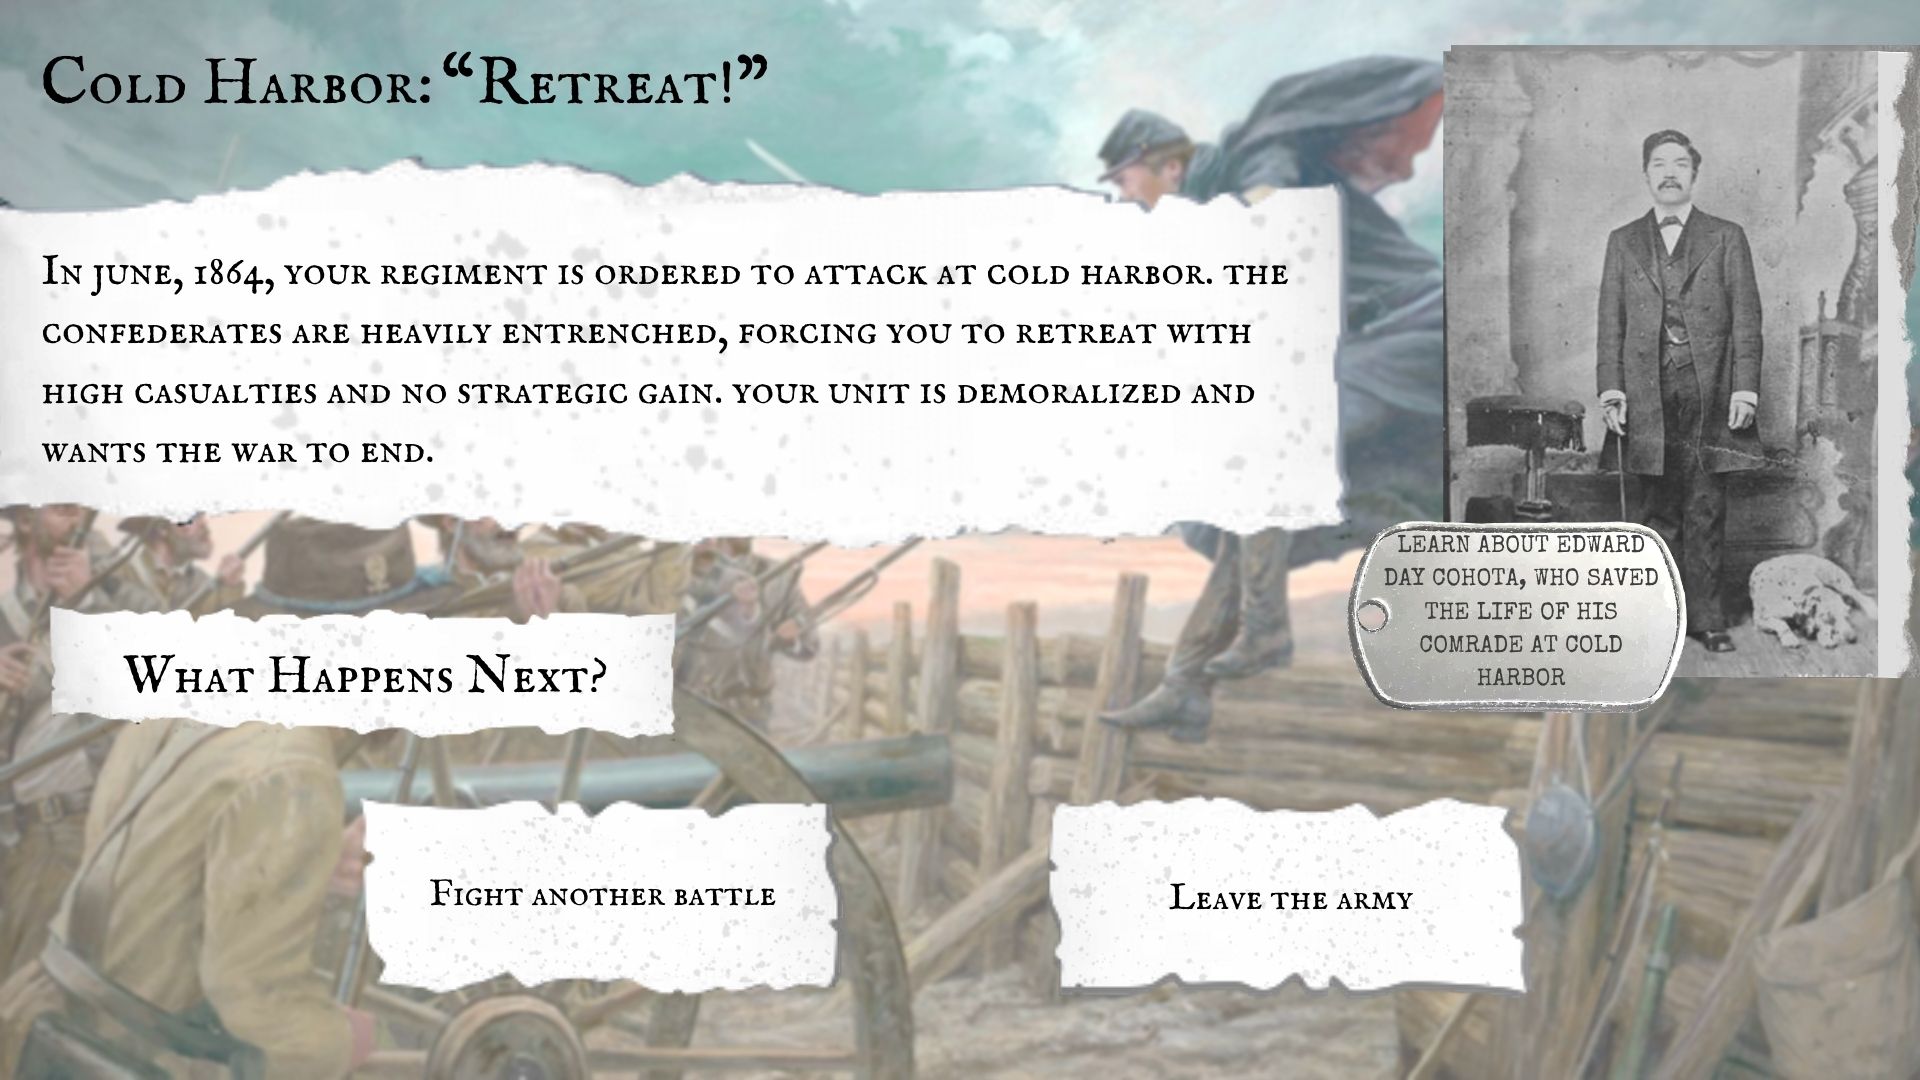 Cold Harbor: “Retreat!”
In June, 1864, your regiment is ordered to attack at Cold Harbor. The
Confederates are heavily entrenched, forcing you to retreat with
high casualties and no strategic gain. Your unit is demoralized and
wants the war to end.
LEARN ABOUT EDWARD
DAY COHOTA, WHO SAVED
THE LIFE OF HIS
COMRADE AT COLD
HARBOR
What Happens Next?
Fight another battle
Leave the army